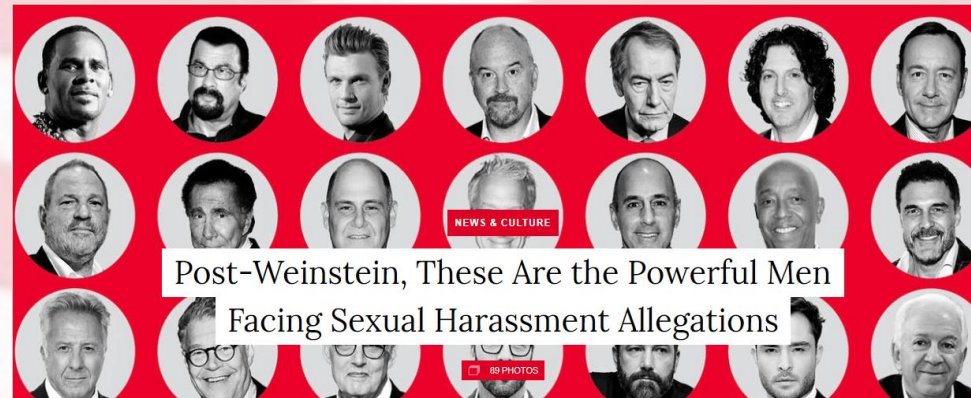 NEWS & CULTURE
Post-Weinstein, These Are the Powerful Men
Facing Sexual Harassment Allegations
89 PHOTOS